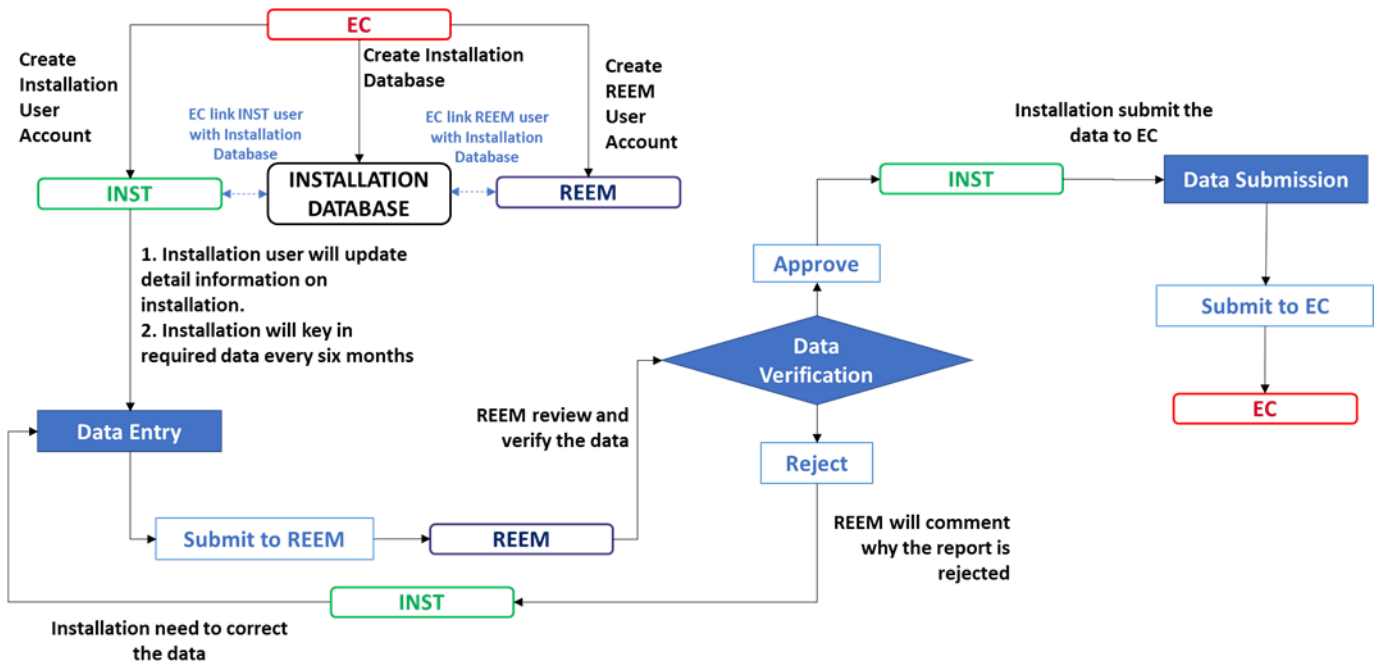 EC
Create
Installation
User
Account
Create Installation
Database
Create
REEM
User
Account
EC link INST user
with Installation
Database
EC link REEM user
with Installation
Database
INST
INSTALLATION
DATABASE
REEM
1. Installation user will update
detail information on
installation.
2. Installation will key in
required data every six months
Data Entry
Submit to REEM
REEM
REEM review and
verify the data
Data
Verification
Approve
INST
Installation submit the
data to EC
Data Submission
Submit to EC
EC
Reject
REEM will comment
why the report is
rejected
INST
Installation need to correct
the data